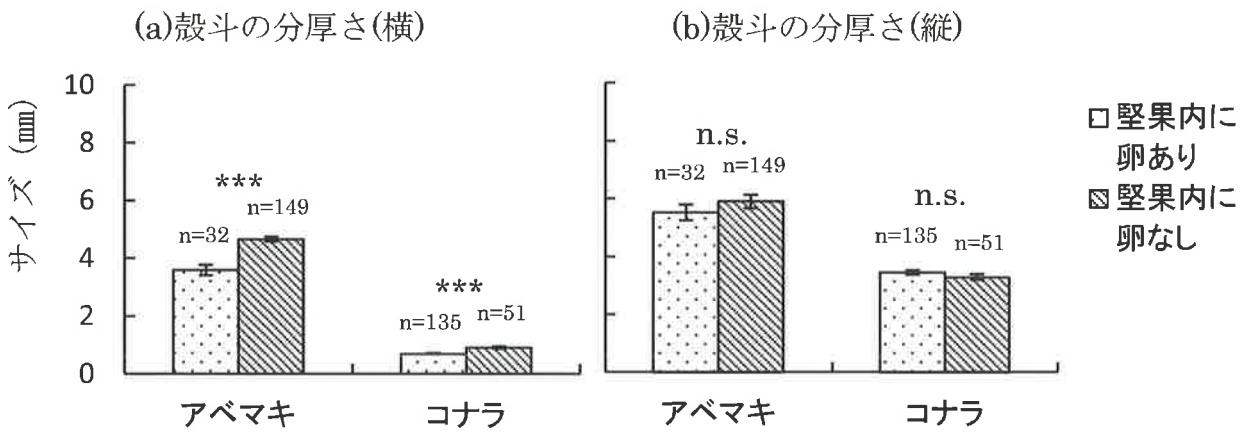 (a)殻斗の分厚さ(横)
(b)殻斗の分厚さ(縦)
サイズ (㎜)
10
8
6
4
2
0
***
n=32
n=149
***
n=135
n=51
アベマキ
コナラ
n.s.
n=32
n=149
n.s.
n=135
n=51
アベマキ
コナラ
堅果内に
卵あり
堅果内に
卵なし